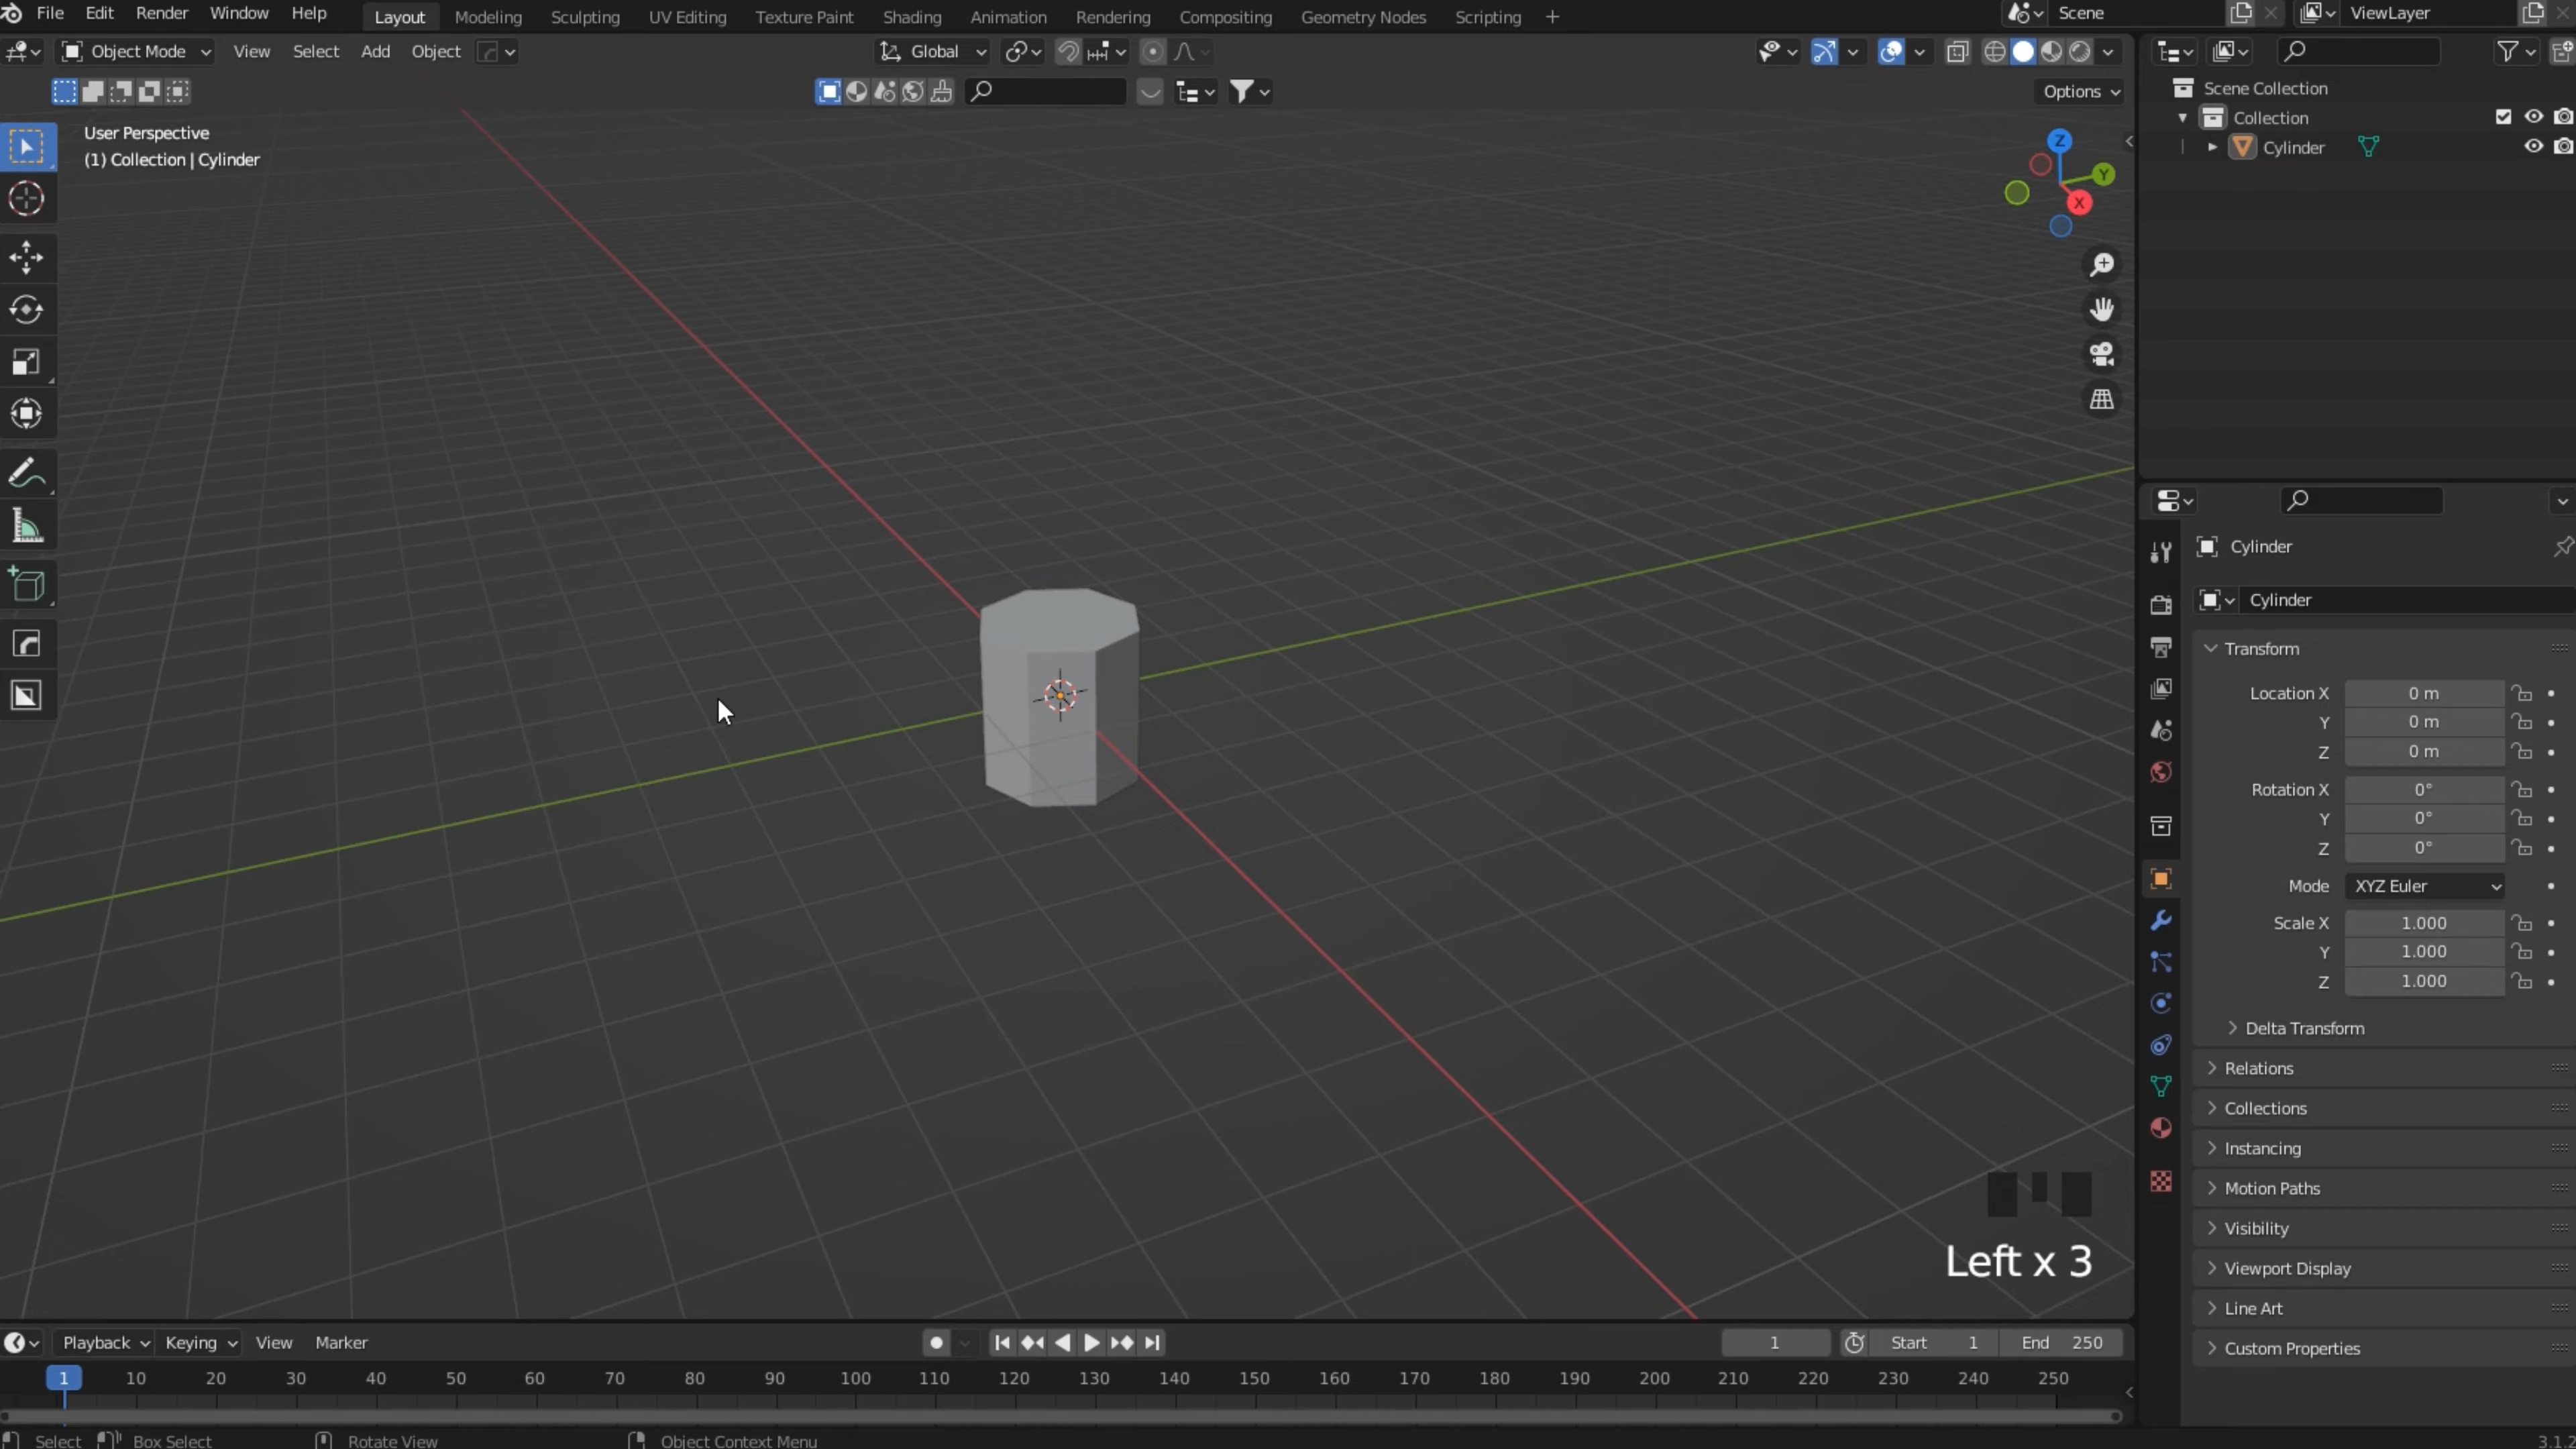 File Edit Render Window Help Layout Modeling Sculpting UV Editing Texture Paint Shading Animation Rendering Compositing Geometry Nodes Scripting + Scene ViewLayer
Object Mode View Select Add Object Global
Options
User Perspective
(1) Collection | Cylinder
Z
Y
X
Scene Collection
Collection
Cylinder
Cylinder
Cylinder
Transform
Location X 0 m
Y 0 m
Z 0 m
Rotation X 0°
Y 0°
Z 0°
Mode XYZ Euler
Scale X 1.000
Y 1.000
Z 1.000
Delta Transform
Relations
Collections
Instancing
Motion Paths
Visibility
Viewport Display
Line Art
Custom Properties
Left x 3
Playback Keying View Marker 1 Start 1 End 250
1 10 20 30 40 50 60 70 80 90 100 110 120 130 140 150 160 170 180 190 200 210 220 230 240 250
Select Box Select Rotate View Object Context Menu 3.1.2